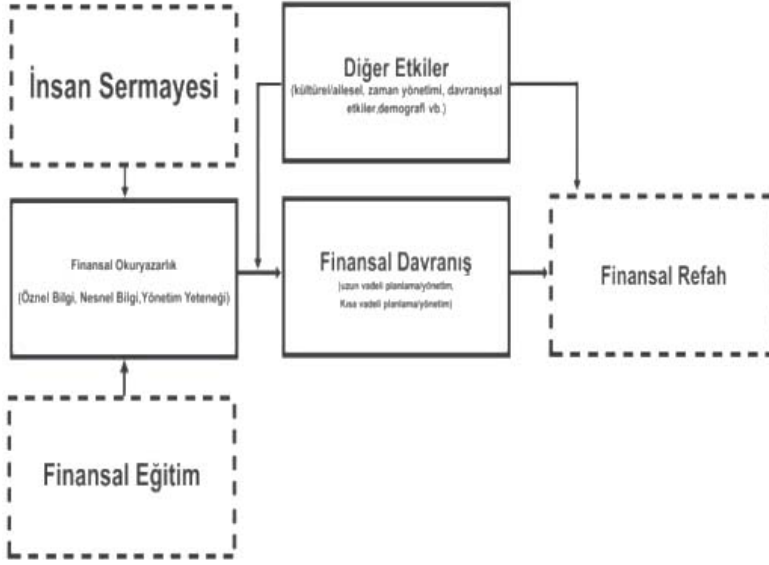 İnsan Sermayesi
Diğer Etkiler
(kültürel/ailesel, zaman yönetimi, davranışsal
etkiler,demografi vb.)
Finansal Okuryazarlık
(Öznel Bilgi, Nesnel Bilgi,Yönetim Yeteneği)
Finansal Davranış
(uzun vadeli planlama/yönetim,
Kısa vadeli planlama/yönetim)
Finansal Refah
Finansal Eğitim